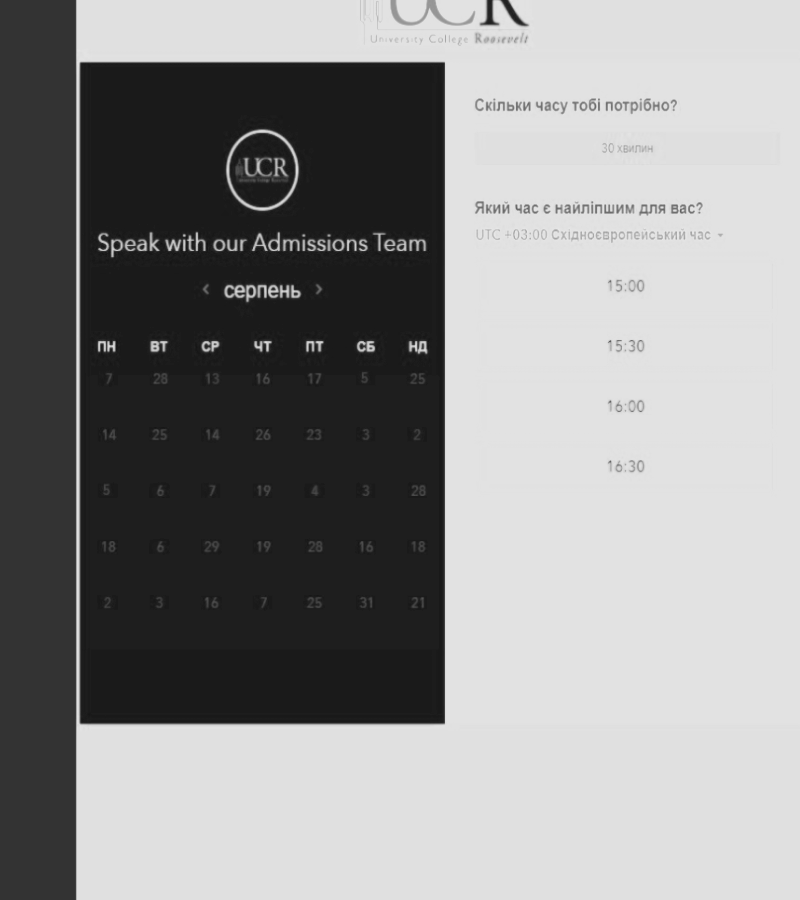 UCR
University College Roosevelt
UCR
Speak with our Admissions Team
‹ серпень ›
ПН ВТ СР ЧТ ПТ СБ НД
7 28 13 16 17 5 25
14 25 14 26 23 3 2
5 6 7 19 4 3 28
18 6 29 19 28 16 18
2 3 16 7 25 31 21
Скільки часу тобі потрібно?
30 хвилин
Який час є найліпшим для вас?
UTC +03:00 Східноєвропейський час
15:00
15:30
16:00
16:30